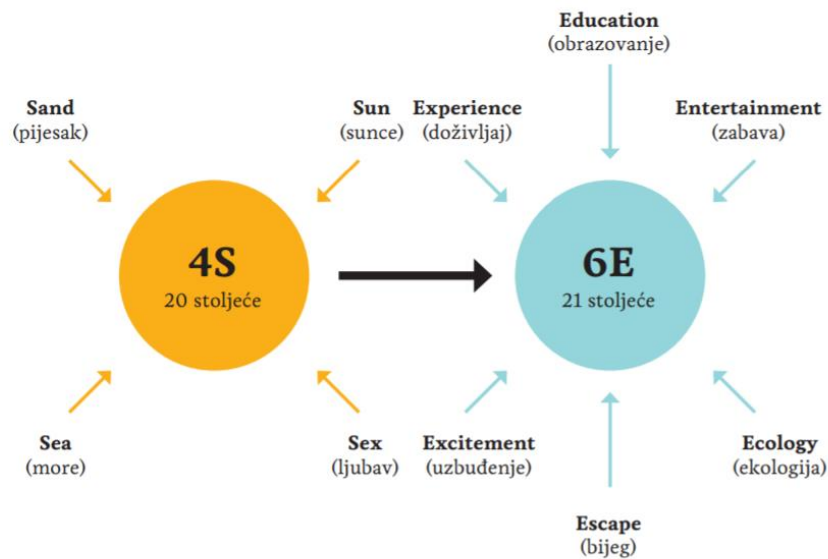 Education
(obrazovanje)
Sand
(pijesak)
Sun
(sunce)
Experience
(doživljaj)
Entertainment
(zabava)
4S
20 stoljeće
6E
21 stoljeće
Sea
(more)
Sex
(ljubav)
Excitement
(uzbuđenje)
Ecology
(ekologija)
Escape
(bijeg)